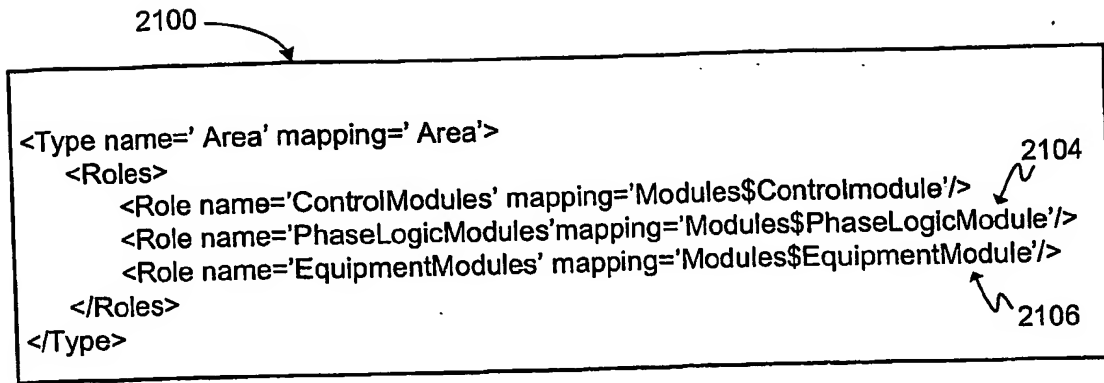 2100
<Type name=' Area' mapping=' Area'>
<Roles>
<Role name='ControlModules' mapping='Modules$Controlmodule'/>
2104
<Role name='PhaseLogicModules'mapping='Modules$PhaseLogicModule'/>
<Role name='EquipmentModules' mapping='Modules$EquipmentModule'/>
</Roles>
2106
</Type>